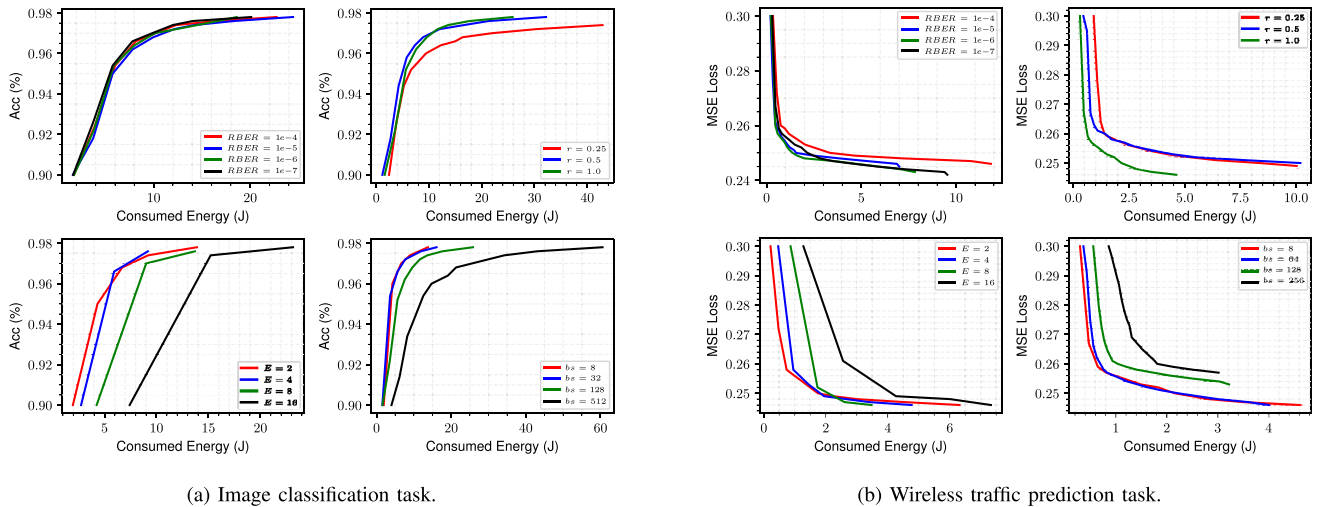 0.98
0.96
0.94
0.92
0.90
Acc (%)
RBER = 1e−4
RBER = 1e−5
RBER = 1e−6
RBER = 1e−7
10
20
Consumed Energy (J)
0.98
0.96
0.94
0.92
0.90
Acc (%)
r = 0.25
r = 0.5
r = 1.0
0
10
20
30
40
Consumed Energy (J)
0.30
0.28
0.26
0.24
MSE Loss
RBER = 1e−4
RBER = 1e−5
RBER = 1e−6
RBER = 1e−7
0
5
10
Consumed Energy (J)
0.30
0.29
0.28
0.27
0.26
0.25
MSE Loss
r = 0.25
r = 0.5
r = 1.0
0.0
2.5
5.0
7.5
10.0
Consumed Energy (J)
0.98
0.96
0.94
0.92
0.90
Acc (%)
E = 2
E = 4
E = 8
E = 16
5
10
15
20
Consumed Energy (J)
0.98
0.96
0.94
0.92
0.90
Acc (%)
bs = 8
bs = 32
bs = 128
bs = 512
0
10
20
30
40
50
60
Consumed Energy (J)
0.30
0.29
0.28
0.27
0.26
0.25
MSE Loss
E = 2
E = 4
E = 8
E = 16
0
2
4
6
Consumed Energy (J)
0.30
0.29
0.28
0.27
0.26
0.25
MSE Loss
bs = 8
bs = 64
bs = 128
bs = 256
1
2
3
4
Consumed Energy (J)
(a) Image classification task.
(b) Wireless traffic prediction task.